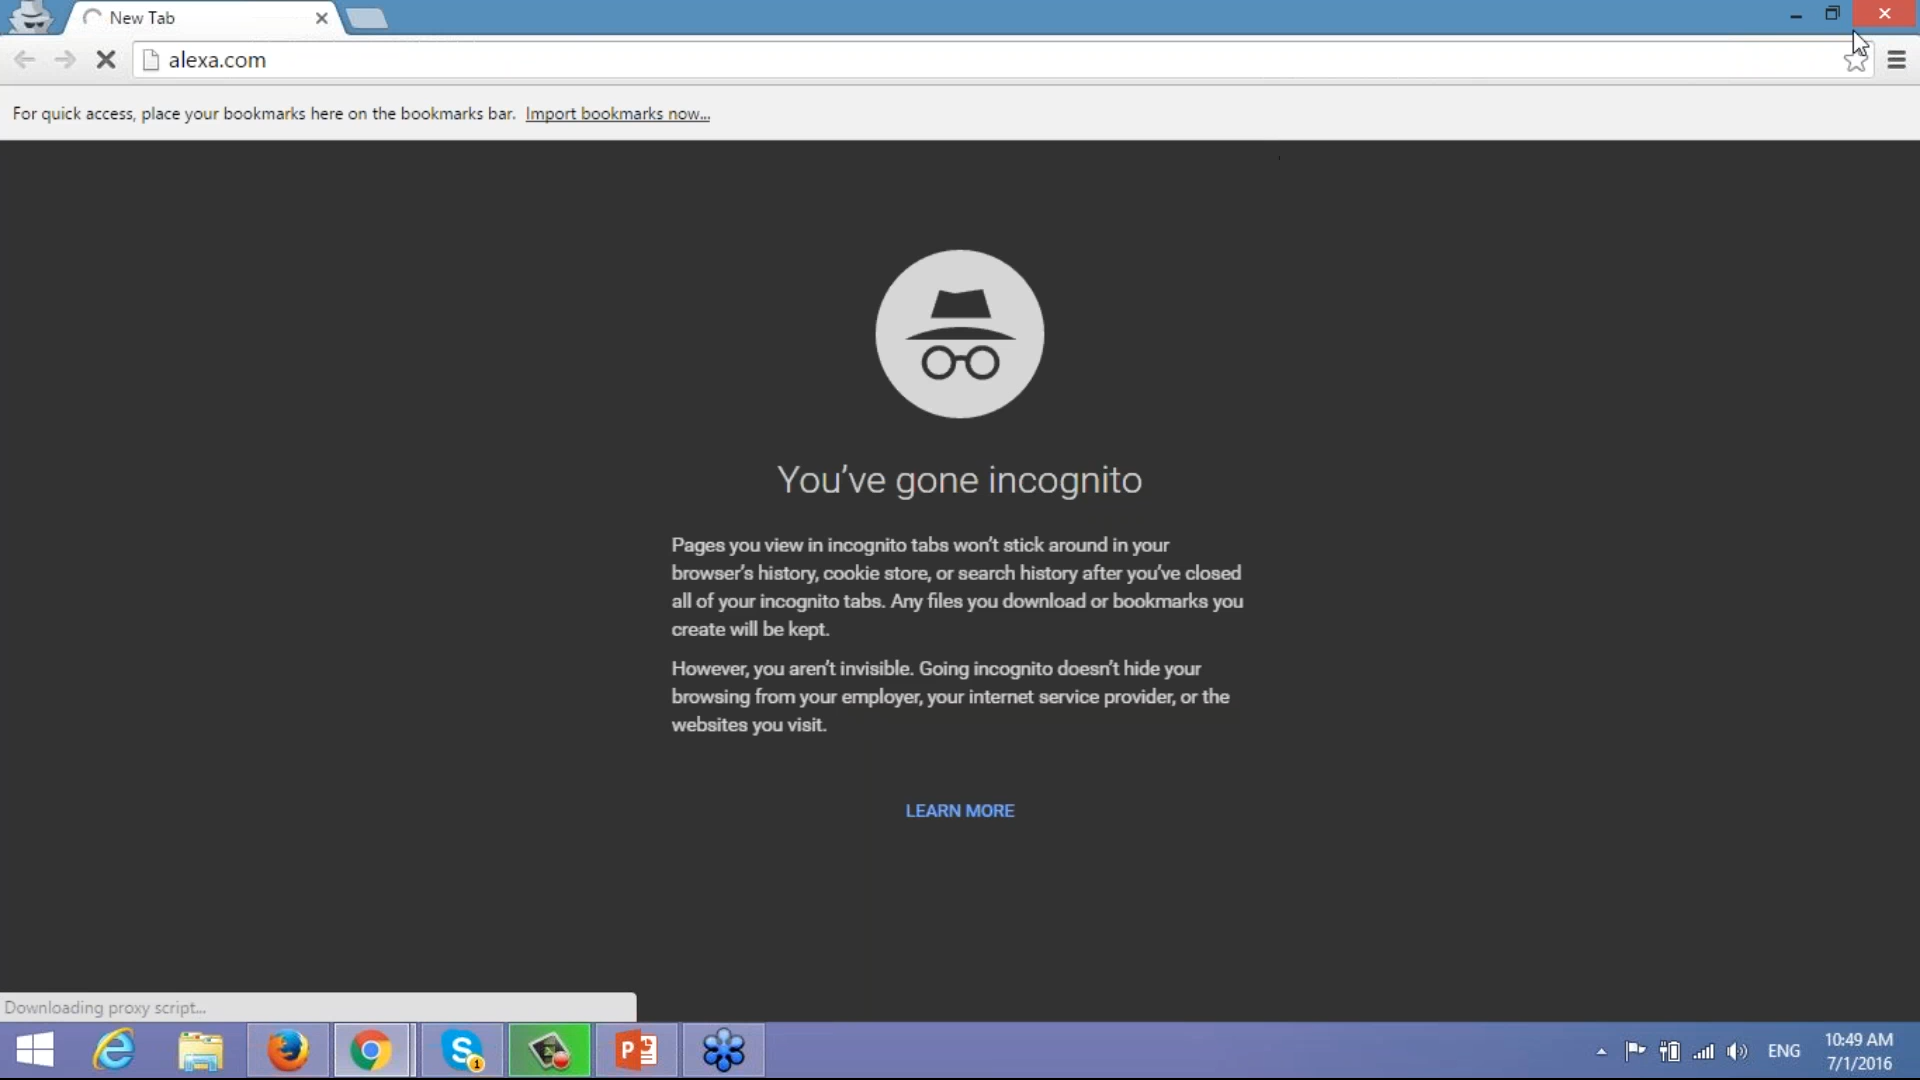 New Tab
alexa.com
For quick access, place your bookmarks here on the bookmarks bar. Import bookmarks now...
You've gone incognito
Pages you view in incognito tabs won't stick around in your
browser's history, cookie store, or search history after you've closed
all of your incognito tabs. Any files you download or bookmarks you
create will be kept.
However, you aren't invisible. Going incognito doesn't hide your
browsing from your employer, your internet service provider, or the
websites you visit.
LEARN MORE
Downloading proxy script...
S 1
P
ENG
10:49 AM
7/1/2016